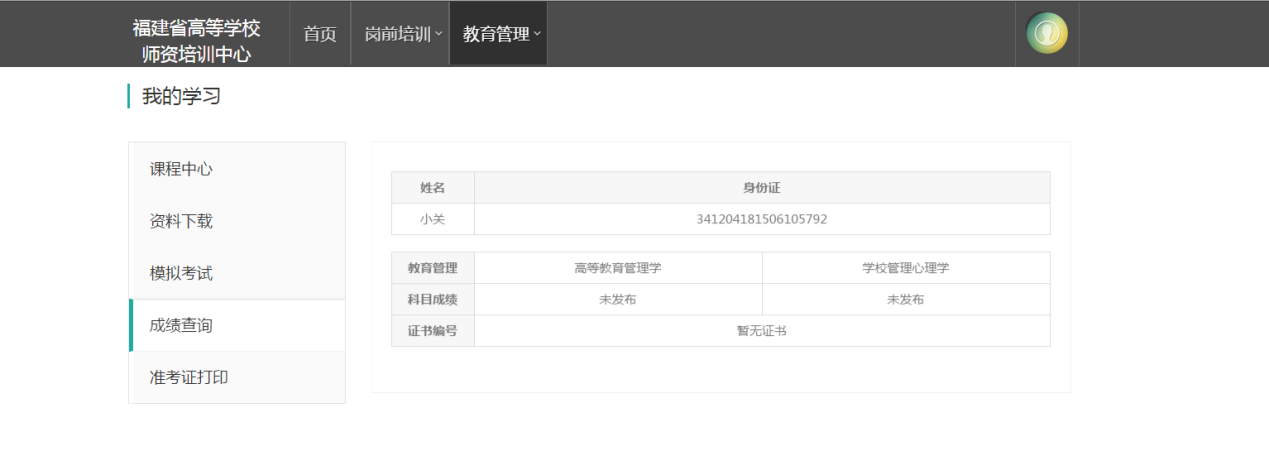 福建省高等学校
师资培训中心
首页 岗前培训 教育管理
我的学习
课程中心
资料下载
模拟考试
成绩查询
准考证打印
姓名 身份证
小关 341204181506105792
教育管理 高等教育管理学 学校管理心理学
科目成绩 未发布 未发布
证书编号 暂无证书